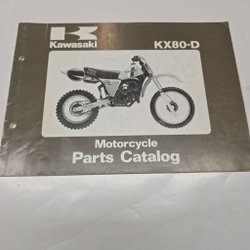 Kawasaki
KX80-D
Motorcycle
Parts Catalog